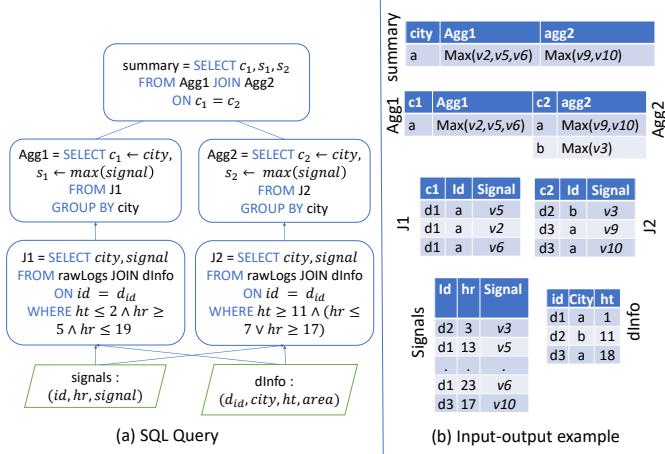 summary = SELECT c₁, s₁, s₂
FROM Agg1 JOIN Agg2
ON c₁ = c₂
Agg1 = SELECT c₁ ← city,
s₁ ← max(signal)
FROM J1
GROUP BY city
Agg2 = SELECT c₂ ← city,
s₂ ← max(signal)
FROM J2
GROUP BY city
J1 = SELECT city, signal
FROM rawLogs JOIN dInfo
ON id = d_id
WHERE ht ≤ 2 ∧ hr ≥
5 ∧ hr ≤ 19
J2 = SELECT city, signal
FROM rawLogs JOIN dInfo
ON id = d_id
WHERE ht ≥ 11 ∧ (hr ≤
7 ∨ hr ≥ 17)
signals :
(id, hr, signal)
dInfo :
(d_id, city, ht, area)
(a) SQL Query
summary
city Agg1 agg2
a Max(v2,v5,v6) Max(v9,v10)
Agg1
c1 Agg1
a Max(v2,v5,v6)
c2 agg2
a Max(v9,v10)
b Max(v3)
Agg2
J1
c1 Id Signal
d1 a v5
d1 a v2
d1 a v6
c2 Id Signal
d2 b v3
d3 a v9
d3 a v10
J2
Signals
Id hr Signal
d2 3 v3
d1 13 v5
. . .
d1 23 v6
d3 17 v10
id City ht
d1 a 1
d2 b 11
d3 a 18
dInfo
(b) Input-output example